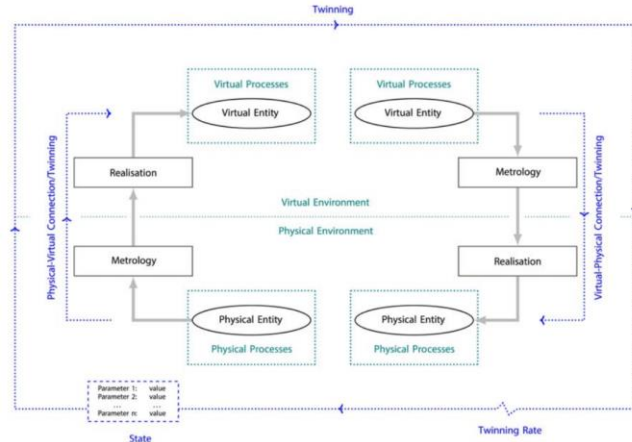 Twinning
Virtual Processes
Virtual Entity
Virtual Processes
Virtual Entity
Physical-Virtual Connection/Twinning
Realisation
Metrology
Virtual-Physical Connection/Twinning
Virtual Environment
Physical Environment
Metrology
Realisation
Physical Entity
Physical Processes
Physical Entity
Physical Processes
Parameter 1: value
Parameter 2: value
... ...
Parameter n: value
State
Twinning Rate